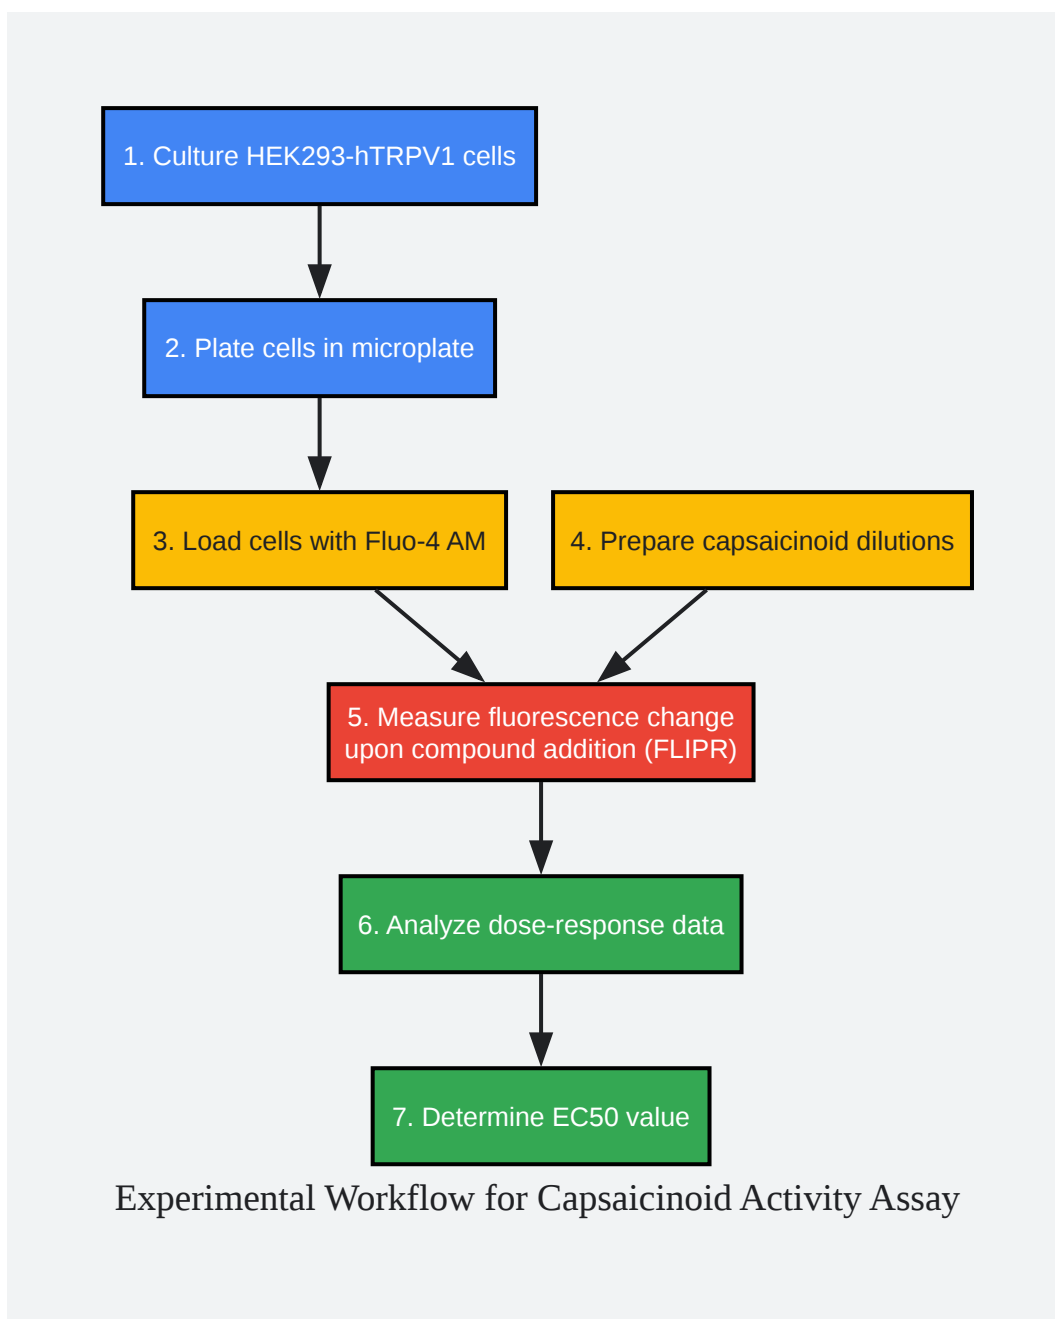 1. Culture HEK293-hTRPV1 cells
2. Plate cells in microplate
3. Load cells with Fluo-4 AM
4. Prepare capsaicinoid dilutions
5. Measure fluorescence change
upon compound addition (FLIPR)
6. Analyze dose-response data
7. Determine EC50 value
Experimental Workflow for Capsaicinoid Activity Assay